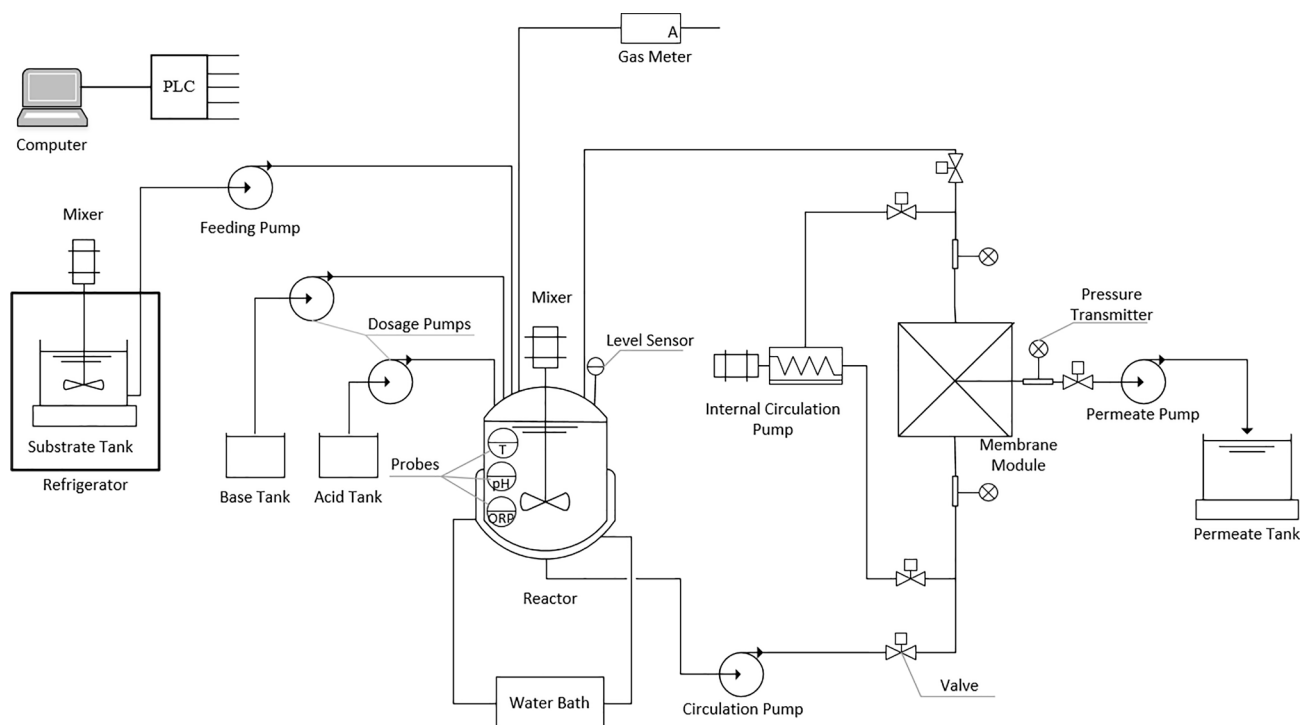 A
Gas Meter
PLC
Computer
Mixer
Feeding Pump
Dosage Pumps
Mixer
Level Sensor
Pressure
Transmitter
Internal Circulation
Pump
Permeate Pump
Substrate Tank
Membrane
Module
Refrigerator
Base Tank
Acid Tank
Probes
T
pH
ORP
Permeate Tank
Reactor
Valve
Water Bath
Circulation Pump